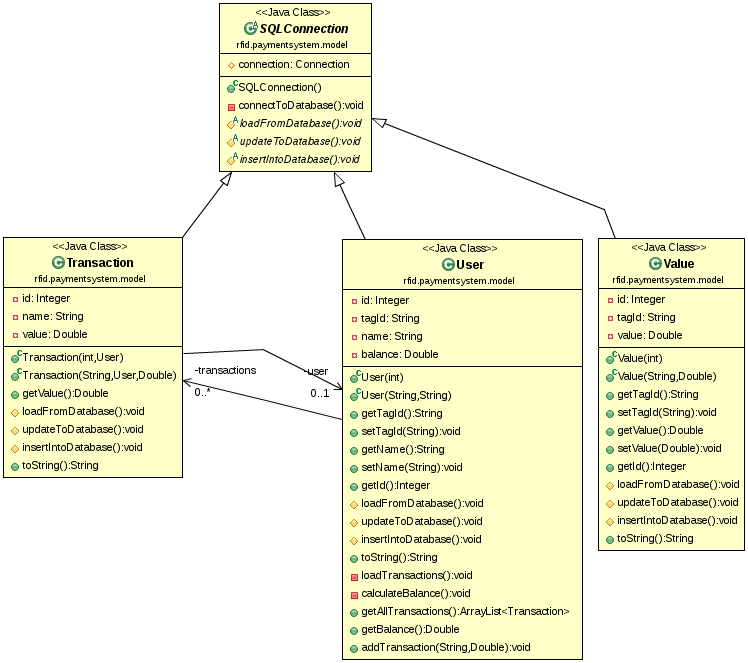 <<Java Class>>
SQLConnection
rfid.paymentsystem.model
connection: Connection
SQLConnection()
connectToDatabase():void
loadFromDatabase():void
updateToDatabase():void
insertIntoDatabase():void
<<Java Class>>
Transaction
rfid.paymentsystem.model
id: Integer
name: String
value: Double
Transaction(int,User)
Transaction(String,User,Double)
getValue():Double
loadFromDatabase():void
updateToDatabase():void
insertIntoDatabase():void
toString():String
-transactions
0..*
-user
0..1
<<Java Class>>
User
rfid.paymentsystem.model
id: Integer
tagId: String
name: String
balance: Double
User(int)
User(String,String)
getTagId():String
setTagId(String):void
getName():String
setName(String):void
getId():Integer
loadFromDatabase():void
updateToDatabase():void
insertIntoDatabase():void
toString():String
loadTransactions():void
calculateBalance():void
getAllTransactions():ArrayList<Transaction>
getBalance():Double
addTransaction(String,Double):void
<<Java Class>>
Value
rfid.paymentsystem.model
id: Integer
tagId: String
value: Double
Value(int)
Value(String,Double)
getTagId():String
setTagId(String):void
getValue():Double
setValue(Double):void
getId():Integer
loadFromDatabase():void
updateToDatabase():void
insertIntoDatabase():void
toString():String